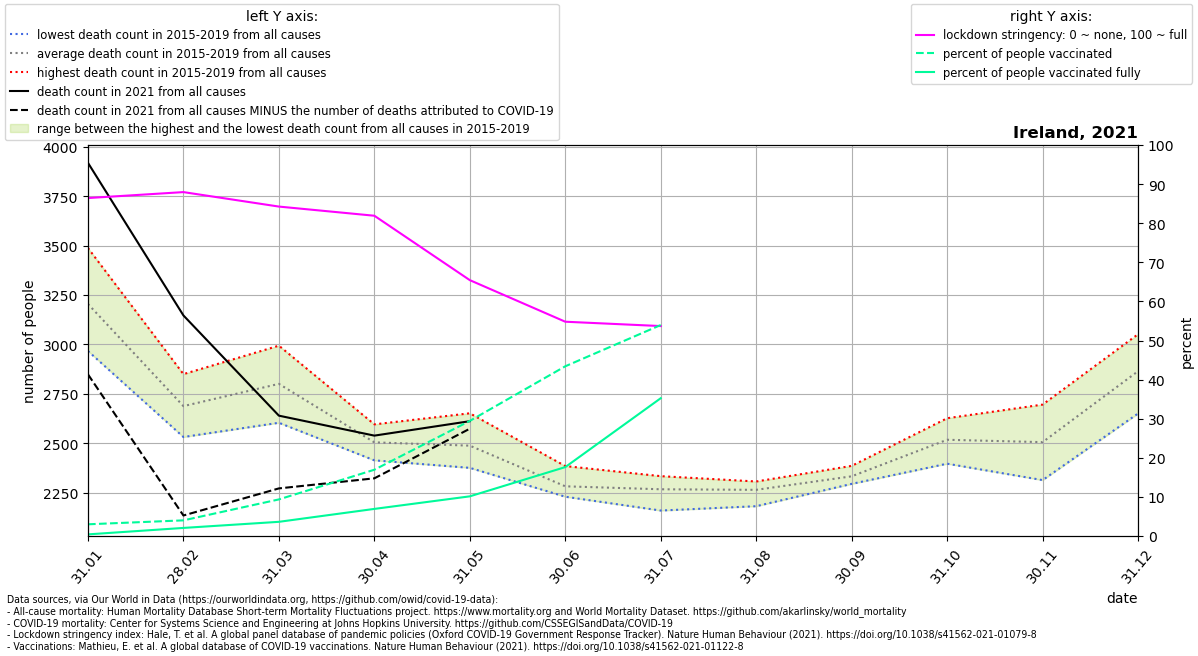 left Y axis:
lowest death count in 2015-2019 from all causes
average death count in 2015-2019 from all causes
highest death count in 2015-2019 from all causes
death count in 2021 from all causes
death count in 2021 from all causes MINUS the number of deaths attributed to COVID-19
range between the highest and the lowest death count from all causes in 2015-2019
right Y axis:
lockdown stringency: 0 ~ none, 100 ~ full
percent of people vaccinated
percent of people vaccinated fully
Ireland, 2021
number of people
4000
3750
3500
3250
3000
2750
2500
2250
percent
100
90
80
70
60
50
40
30
20
10
0
31.01
28.02
31.03
30.04
31.05
30.06
31.07
31.08
30.09
31.10
30.11
31.12
date
Data sources, via Our World in Data (https://ourworldindata.org, https://github.com/owid/covid-19-data):
- All-cause mortality: Human Mortality Database Short-term Mortality Fluctuations project. https://www.mortality.org and World Mortality Dataset. https://github.com/akarlinsky/world_mortality
- COVID-19 mortality: Center for Systems Science and Engineering at Johns Hopkins University. https://github.com/CSSEGISandData/COVID-19
- Lockdown stringency index: Hale, T. et al. A global panel database of pandemic policies (Oxford COVID-19 Government Response Tracker). Nature Human Behaviour (2021). https://doi.org/10.1038/s41562-021-01079-8
- Vaccinations: Mathieu, E. et al. A global database of COVID-19 vaccinations. Nature Human Behaviour (2021). https://doi.org/10.1038/s41562-021-01122-8